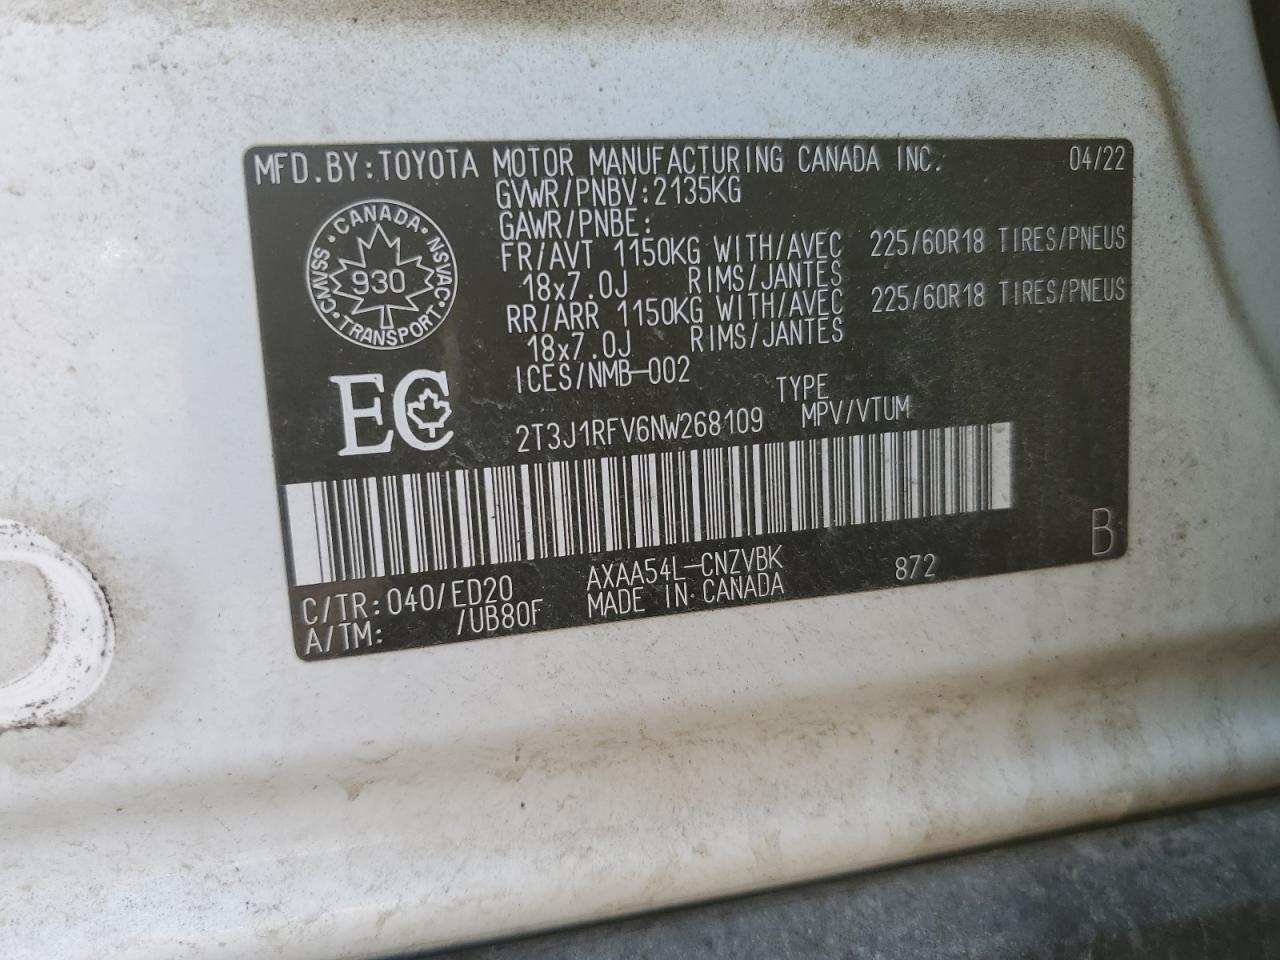 MFD.BY:TOYOTA MOTOR MANUFACTURING CANADA INC. 04/22
GVWR/PNBV:2135KG
GAWR/PNBE:
FR/AVT 1150KG WITH/AVEC 225/60R18 TIRES/PNEUS
18x7.0J RIMS/JANTES
RR/ARR 1150KG WITH/AVEC 225/60R18 TIRES/PNEUS
18x7.0J RIMS/JANTES
ICES/NMB-002
CANADA
CMVSS NSVAC
930
TRANSPORT
EC
TYPE
2T3J1RFV6NW268109 MPV/VTUM
B
C/TR:040/ED20 AXAA54L-CNZVBK 872
A/TM: /UB80F MADE IN CANADA